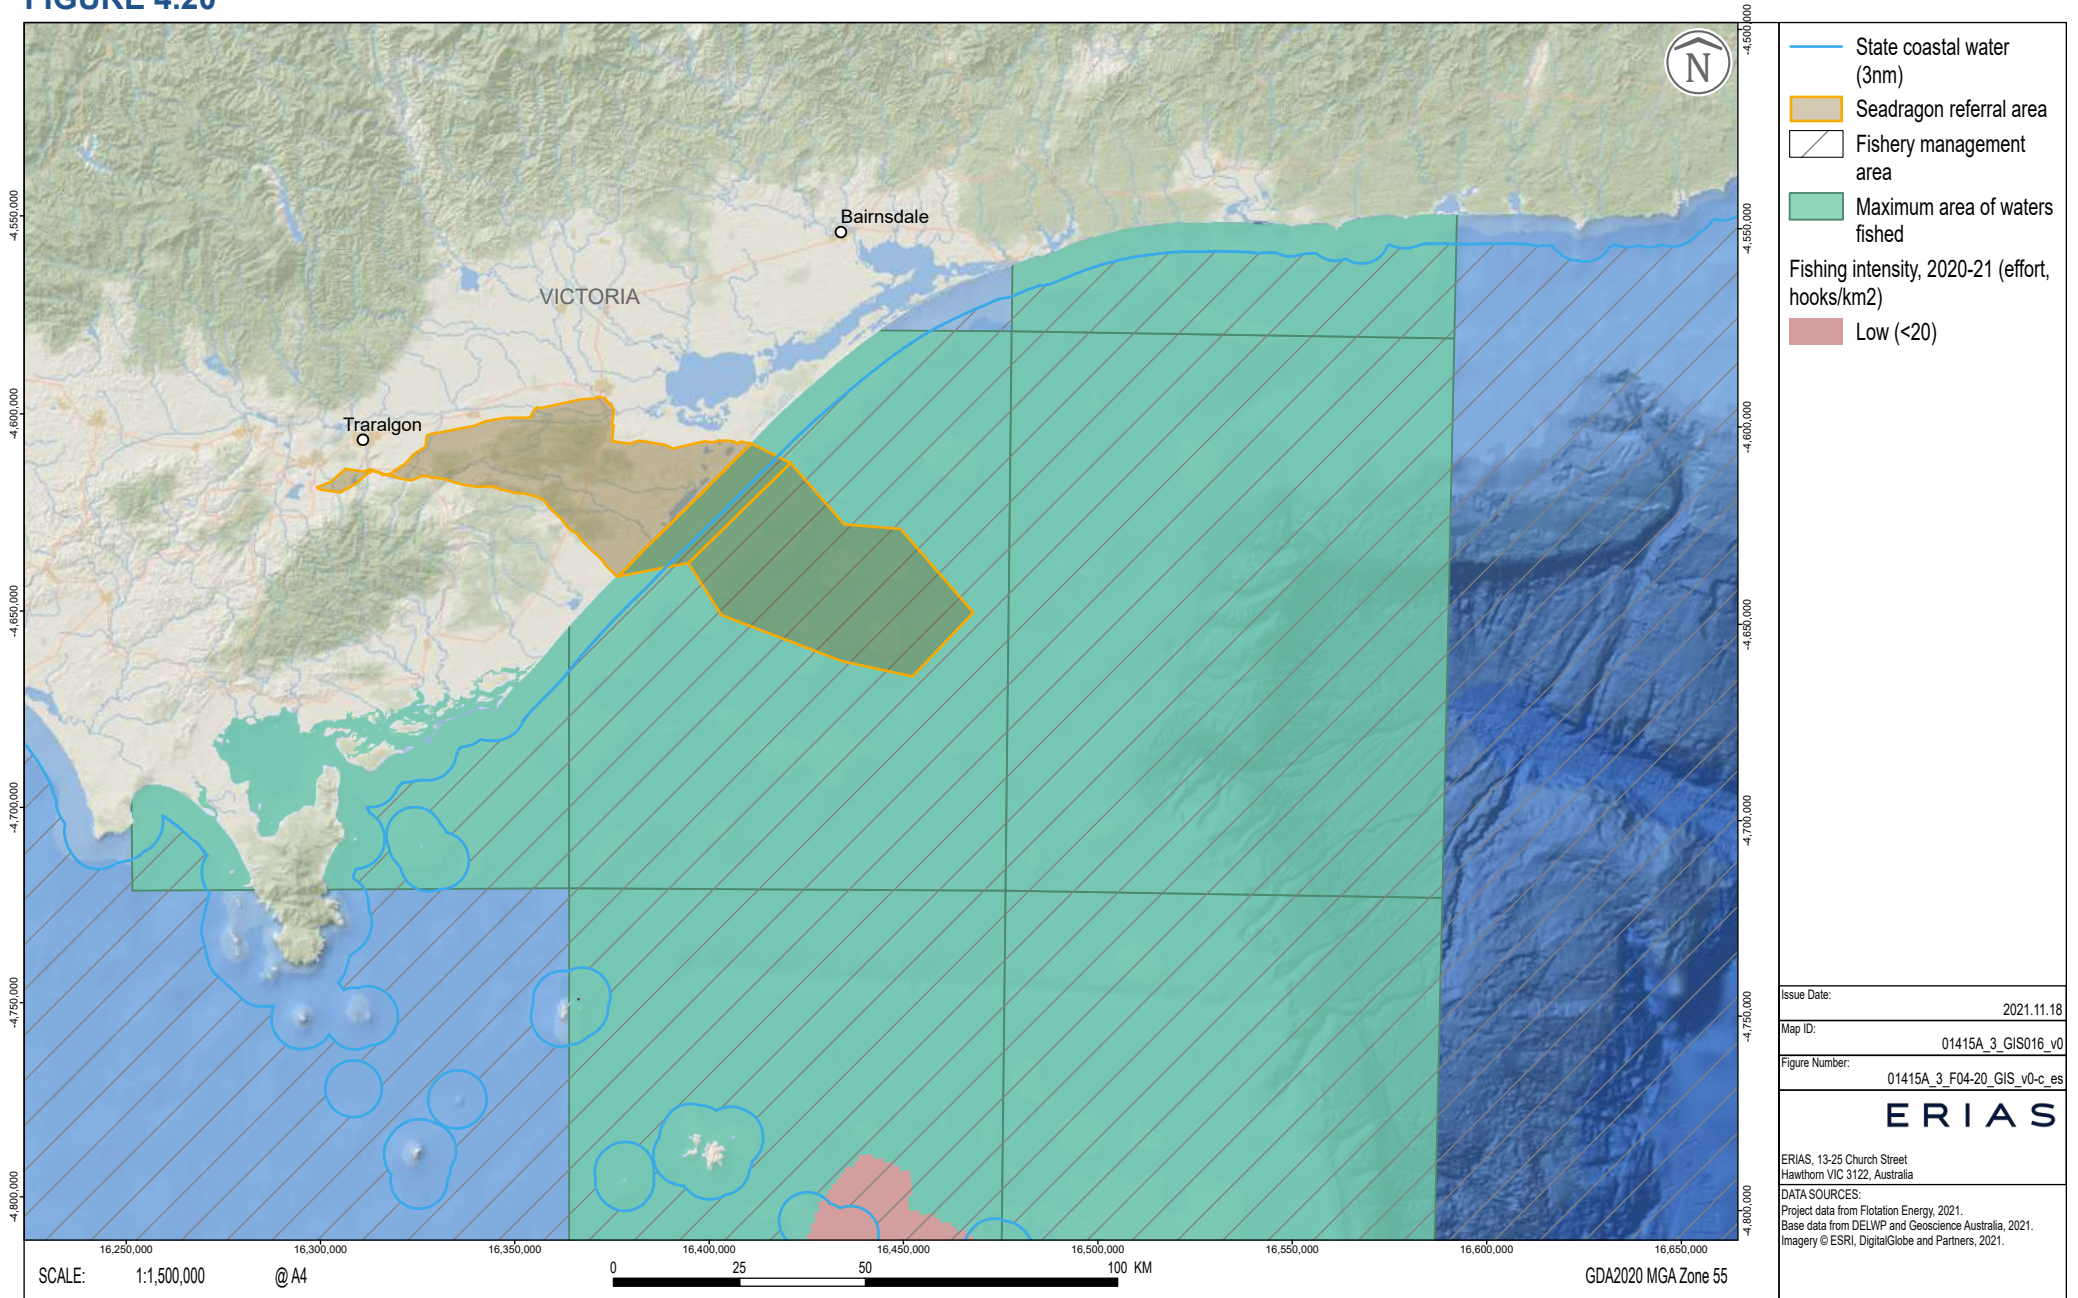 FIGURE 4.20
N
Bairnsdale
VICTORIA
Traralgon
-4,550,000
-4,600,000
-4,650,000
-4,700,000
-4,750,000
-4,800,000
-4,500,000
-4,550,000
-4,600,000
-4,650,000
-4,700,000
-4,750,000
-4,800,000
16,250,000
16,300,000
16,350,000
16,400,000
16,450,000
16,500,000
16,550,000
16,600,000
16,650,000
SCALE: 1:1,500,000 @ A4
0 25 50 100 KM
GDA2020 MGA Zone 55
State coastal water
(3nm)
Seadragon referral area
Fishery management
area
Maximum area of waters
fished
Fishing intensity, 2020-21 (effort,
hooks/km2)
Low (<20)
Issue Date:
2021.11.18
Map ID:
01415A_3_GIS016_v0
Figure Number:
01415A_3_F04-20_GIS_v0-c_es
ERIAS
ERIAS, 13-25 Church Street
Hawthorn VIC 3122, Australia
DATA SOURCES:
Project data from Flotation Energy, 2021.
Base data from DELWP and Geoscience Australia, 2021.
Imagery © ESRI, DigitalGlobe and Partners, 2021.